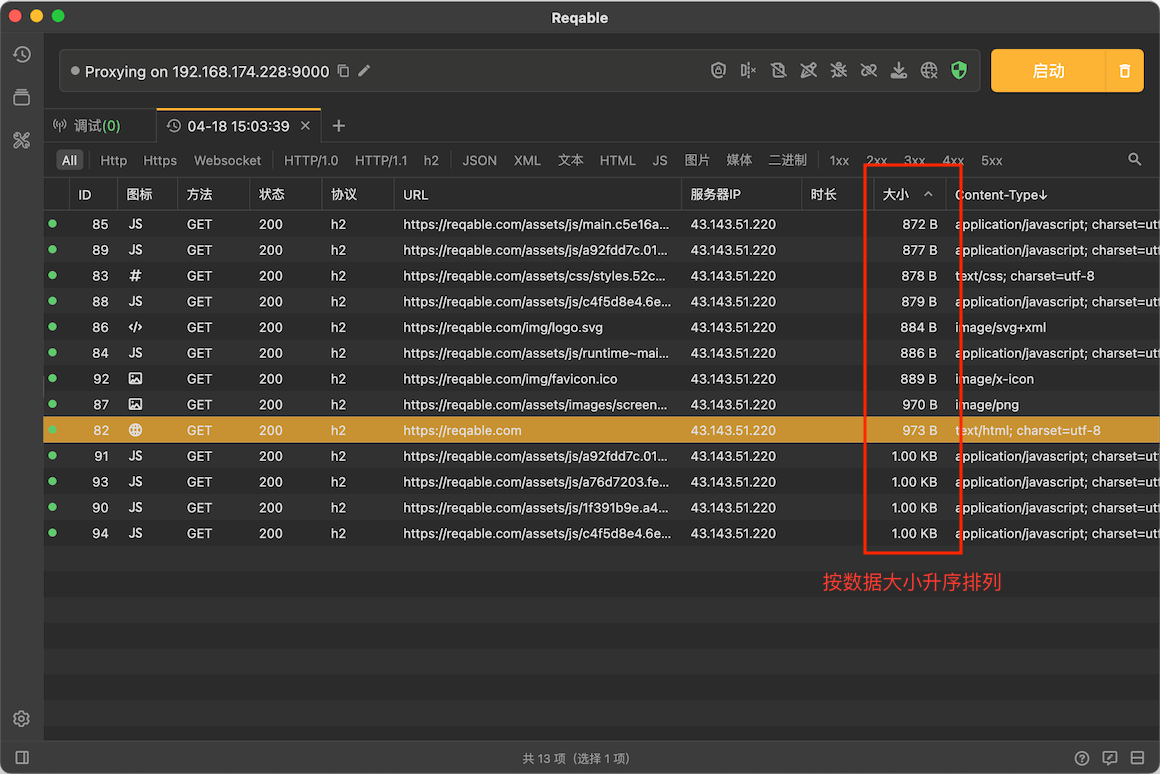 Reqable
Proxying on 192.168.174.228:9000
启动
调试(0) 04-18 15:03:39
All Http Https Websocket HTTP/1.0 HTTP/1.1 h2 JSON XML 文本 HTML JS 图片 媒体 二进制 1xx 2xx 3xx 4xx 5xx
ID 图标 方法 状态 协议 URL 服务器IP 时长 大小 Content-Type↓
85 JS GET 200 h2 https://reqable.com/assets/js/main.c5e16a... 43.143.51.220 872 B application/javascript; charset=utf
89 JS GET 200 h2 https://reqable.com/assets/js/a92fdd7c.01... 43.143.51.220 877 B application/javascript; charset=utf
83 # GET 200 h2 https://reqable.com/assets/css/styles.52c... 43.143.51.220 878 B text/css; charset=utf-8
88 JS GET 200 h2 https://reqable.com/assets/js/c4f5d8e4.6e... 43.143.51.220 879 B application/javascript; charset=utf
86 </> GET 200 h2 https://reqable.com/img/logo.svg 43.143.51.220 884 B image/svg+xml
84 JS GET 200 h2 https://reqable.com/assets/js/runtime~mai... 43.143.51.220 886 B application/javascript; charset=utf
92 GET 200 h2 https://reqable.com/img/favicon.ico 43.143.51.220 889 B image/x-icon
87 GET 200 h2 https://reqable.com/assets/images/screen... 43.143.51.220 970 B image/png
82 GET 200 h2 https://reqable.com 43.143.51.220 973 B text/html; charset=utf-8
91 JS GET 200 h2 https://reqable.com/assets/js/a92fdd7c.01... 43.143.51.220 1.00 KB application/javascript; charset=utf
93 JS GET 200 h2 https://reqable.com/assets/js/a76d7203.fe... 43.143.51.220 1.00 KB application/javascript; charset=utf
90 JS GET 200 h2 https://reqable.com/assets/js/1f391b9e.a4... 43.143.51.220 1.00 KB application/javascript; charset=utf
94 JS GET 200 h2 https://reqable.com/assets/js/c4f5d8e4.6e... 43.143.51.220 1.00 KB application/javascript; charset=utf
按数据大小升序排列
共 13 项（选择 1 项）